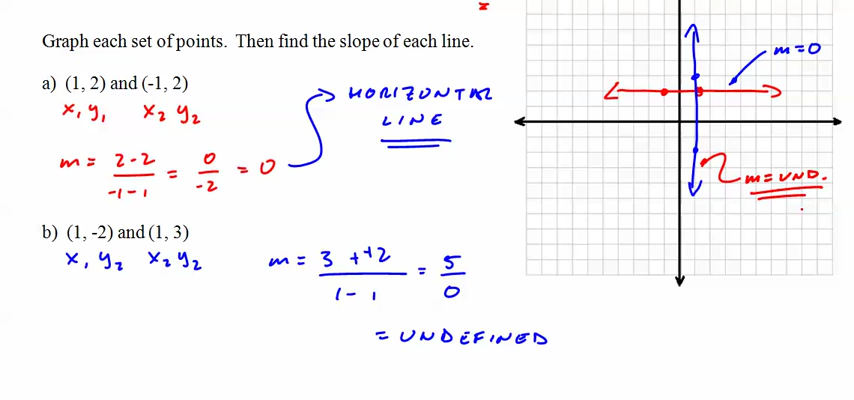 Graph each set of points. Then find the slope of each line.
a) (1, 2) and (-1, 2)
x₁ y₁ x₂ y₂
m = 2-2 / -1-1 = 0 / -2 = 0
HORIZONTAL
LINE
m=0
m=UND.
b) (1, -2) and (1, 3)
x₁ y₂ x₂ y₂
m = 3 ++2 / 1-1 = 5 / 0
= UNDEFINED